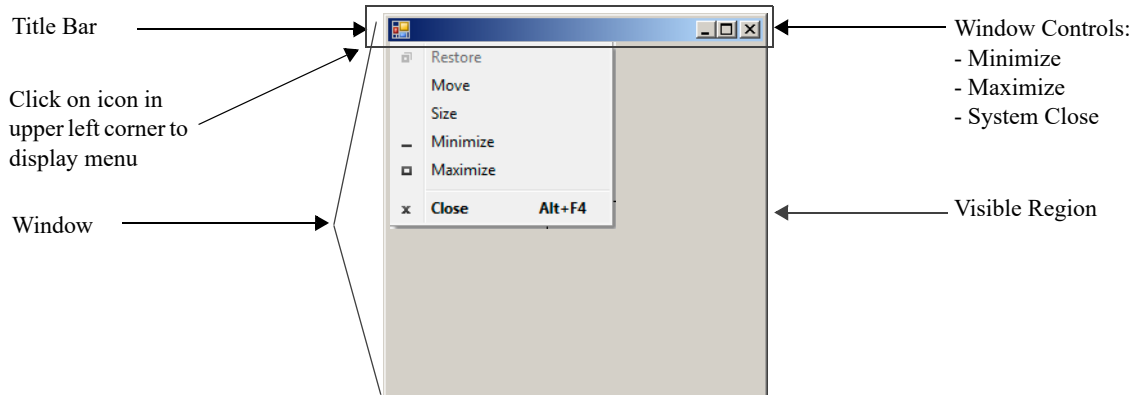 Title Bar
Click on icon in
upper left corner to
display menu
Window
Restore
Move
Size
Minimize
Maximize
Close Alt+F4
Window Controls:
- Minimize
- Maximize
- System Close
Visible Region